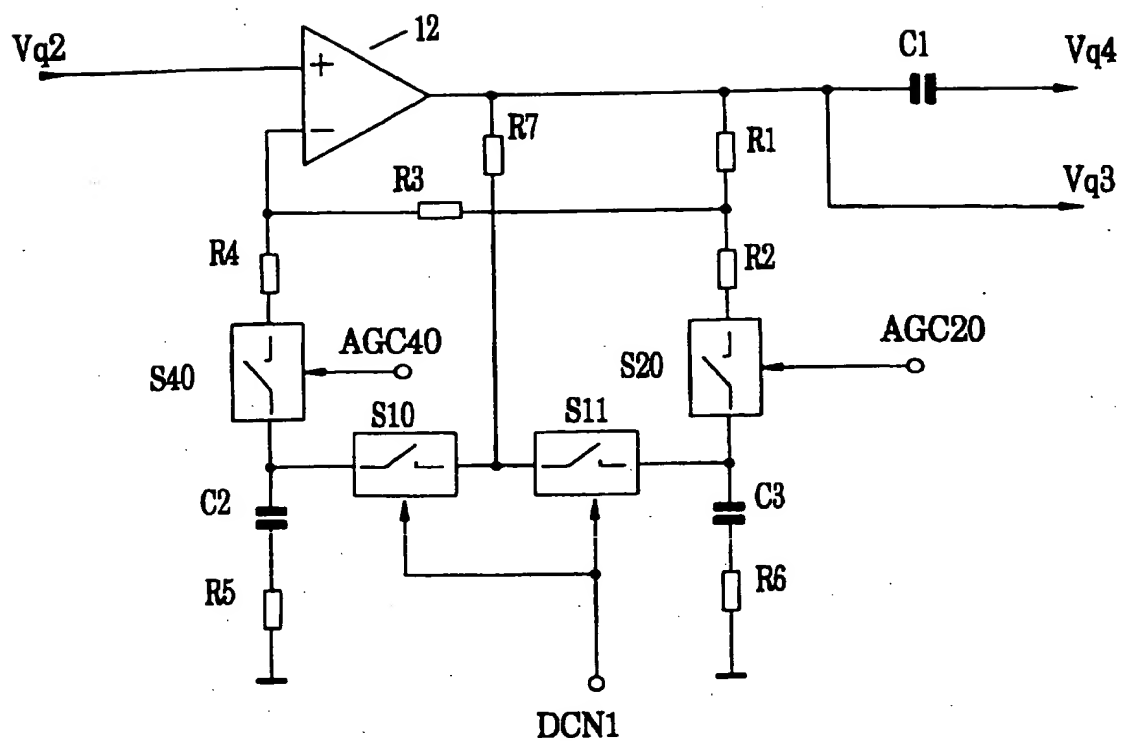 12
Vq2
C1
Vq4
+
−
R7
R1
R3
Vq3
R4
R2
AGC40
AGC20
S40
S20
S10
S11
C2
C3
R5
R6
DCN1